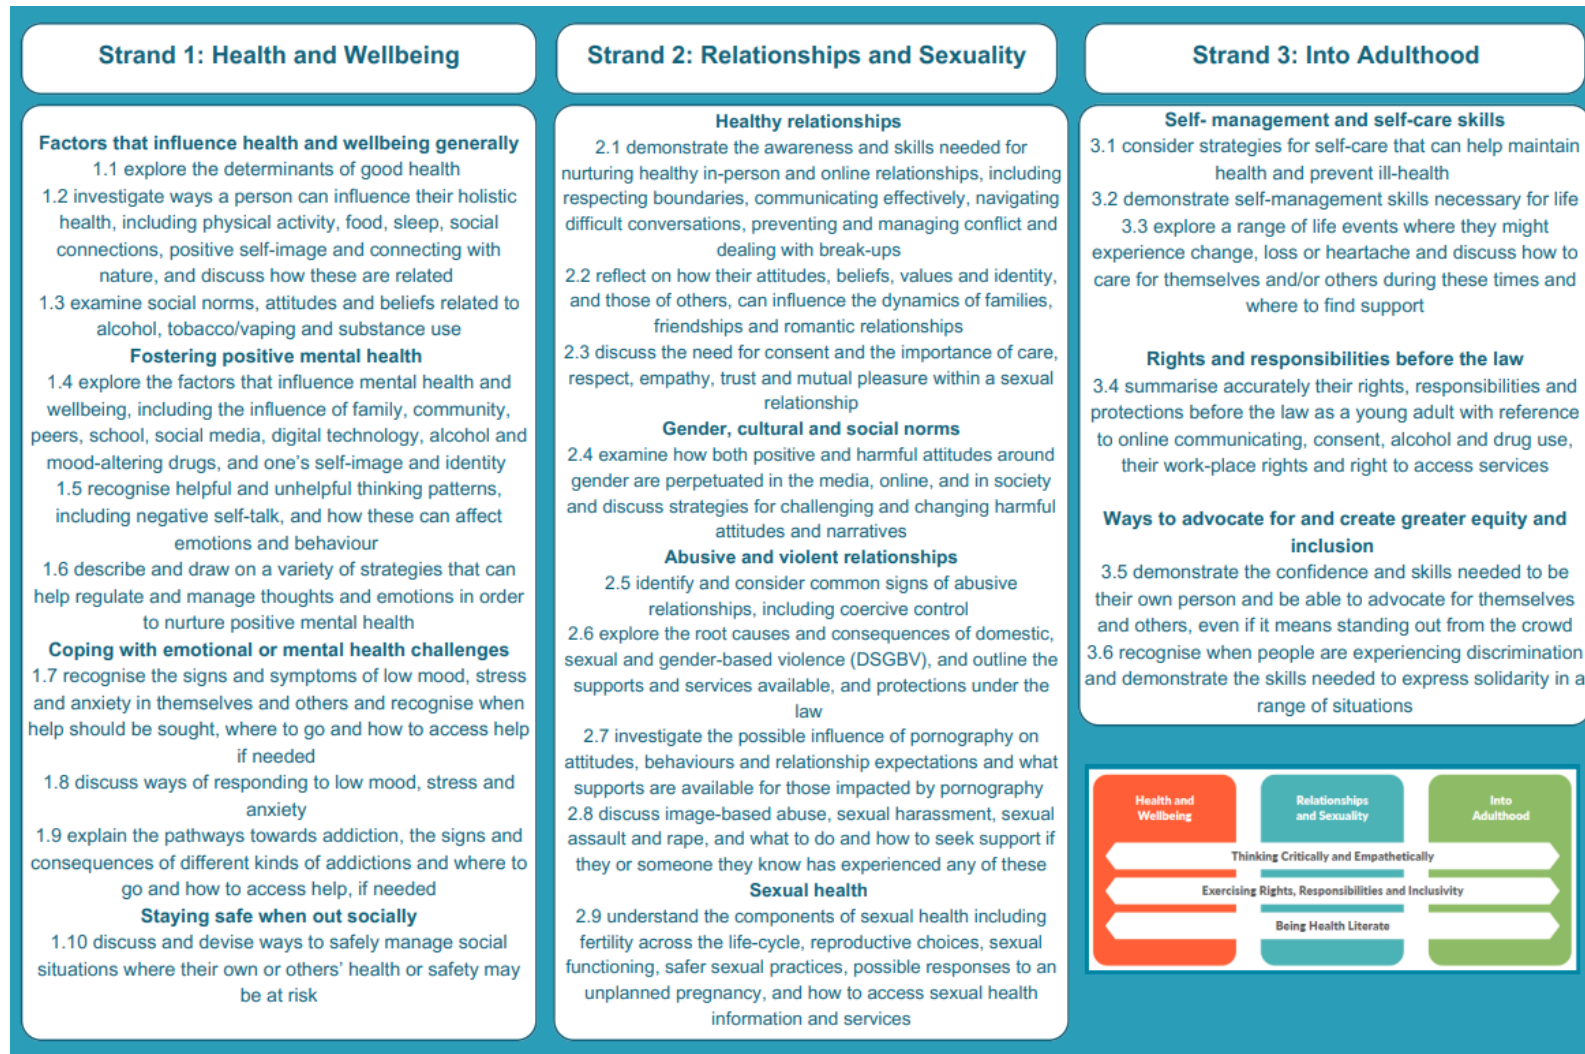 Strand 1: Health and Wellbeing
Factors that influence health and wellbeing generally
1.1 explore the determinants of good health
1.2 investigate ways a person can influence their holistic
health, including physical activity, food, sleep, social
connections, positive self-image and connecting with
nature, and discuss how these are related
1.3 examine social norms, attitudes and beliefs related to
alcohol, tobacco/vaping and substance use
Fostering positive mental health
1.4 explore the factors that influence mental health and
wellbeing, including the influence of family, community,
peers, school, social media, digital technology, alcohol and
mood-altering drugs, and one's self-image and identity
1.5 recognise helpful and unhelpful thinking patterns,
including negative self-talk, and how these can affect
emotions and behaviour
1.6 describe and draw on a variety of strategies that can
help regulate and manage thoughts and emotions in order
to nurture positive mental health
Coping with emotional or mental health challenges
1.7 recognise the signs and symptoms of low mood, stress
and anxiety in themselves and others and recognise when
help should be sought, where to go and how to access help
if needed
1.8 discuss ways of responding to low mood, stress and
anxiety
1.9 explain the pathways towards addiction, the signs and
consequences of different kinds of addictions and where to
go and how to access help, if needed
Staying safe when out socially
1.10 discuss and devise ways to safely manage social
situations where their own or others' health or safety may
be at risk
Strand 2: Relationships and Sexuality
Healthy relationships
2.1 demonstrate the awareness and skills needed for
nurturing healthy in-person and online relationships, including
respecting boundaries, communicating effectively, navigating
difficult conversations, preventing and managing conflict and
dealing with break-ups
2.2 reflect on how their attitudes, beliefs, values and identity,
and those of others, can influence the dynamics of families,
friendships and romantic relationships
2.3 discuss the need for consent and the importance of care,
respect, empathy, trust and mutual pleasure within a sexual
relationship
Gender, cultural and social norms
2.4 examine how both positive and harmful attitudes around
gender are perpetuated in the media, online, and in society
and discuss strategies for challenging and changing harmful
attitudes and narratives
Abusive and violent relationships
2.5 identify and consider common signs of abusive
relationships, including coercive control
2.6 explore the root causes and consequences of domestic,
sexual and gender-based violence (DSGBV), and outline the
supports and services available, and protections under the
law
2.7 investigate the possible influence of pornography on
attitudes, behaviours and relationship expectations and what
supports are available for those impacted by pornography
2.8 discuss image-based abuse, sexual harassment, sexual
assault and rape, and what to do and how to seek support if
they or someone they know has experienced any of these
Sexual health
2.9 understand the components of sexual health including
fertility across the life-cycle, reproductive choices, sexual
functioning, safer sexual practices, possible responses to an
unplanned pregnancy, and how to access sexual health
information and services
Strand 3: Into Adulthood
Self- management and self-care skills
3.1 consider strategies for self-care that can help maintain
health and prevent ill-health
3.2 demonstrate self-management skills necessary for life
3.3 explore a range of life events where they might
experience change, loss or heartache and discuss how to
care for themselves and/or others during these times and
where to find support
Rights and responsibilities before the law
3.4 summarise accurately their rights, responsibilities and
protections before the law as a young adult with reference
to online communicating, consent, alcohol and drug use,
their work-place rights and right to access services
Ways to advocate for and create greater equity and
inclusion
3.5 demonstrate the confidence and skills needed to be
their own person and be able to advocate for themselves
and others, even if it means standing out from the crowd
3.6 recognise when people are experiencing discrimination
and demonstrate the skills needed to express solidarity in a
range of situations
Health and
Wellbeing
Relationships
and Sexuality
Into
Adulthood
Thinking Critically and Empathetically
Exercising Rights, Responsibilities and Inclusivity
Being Health Literate